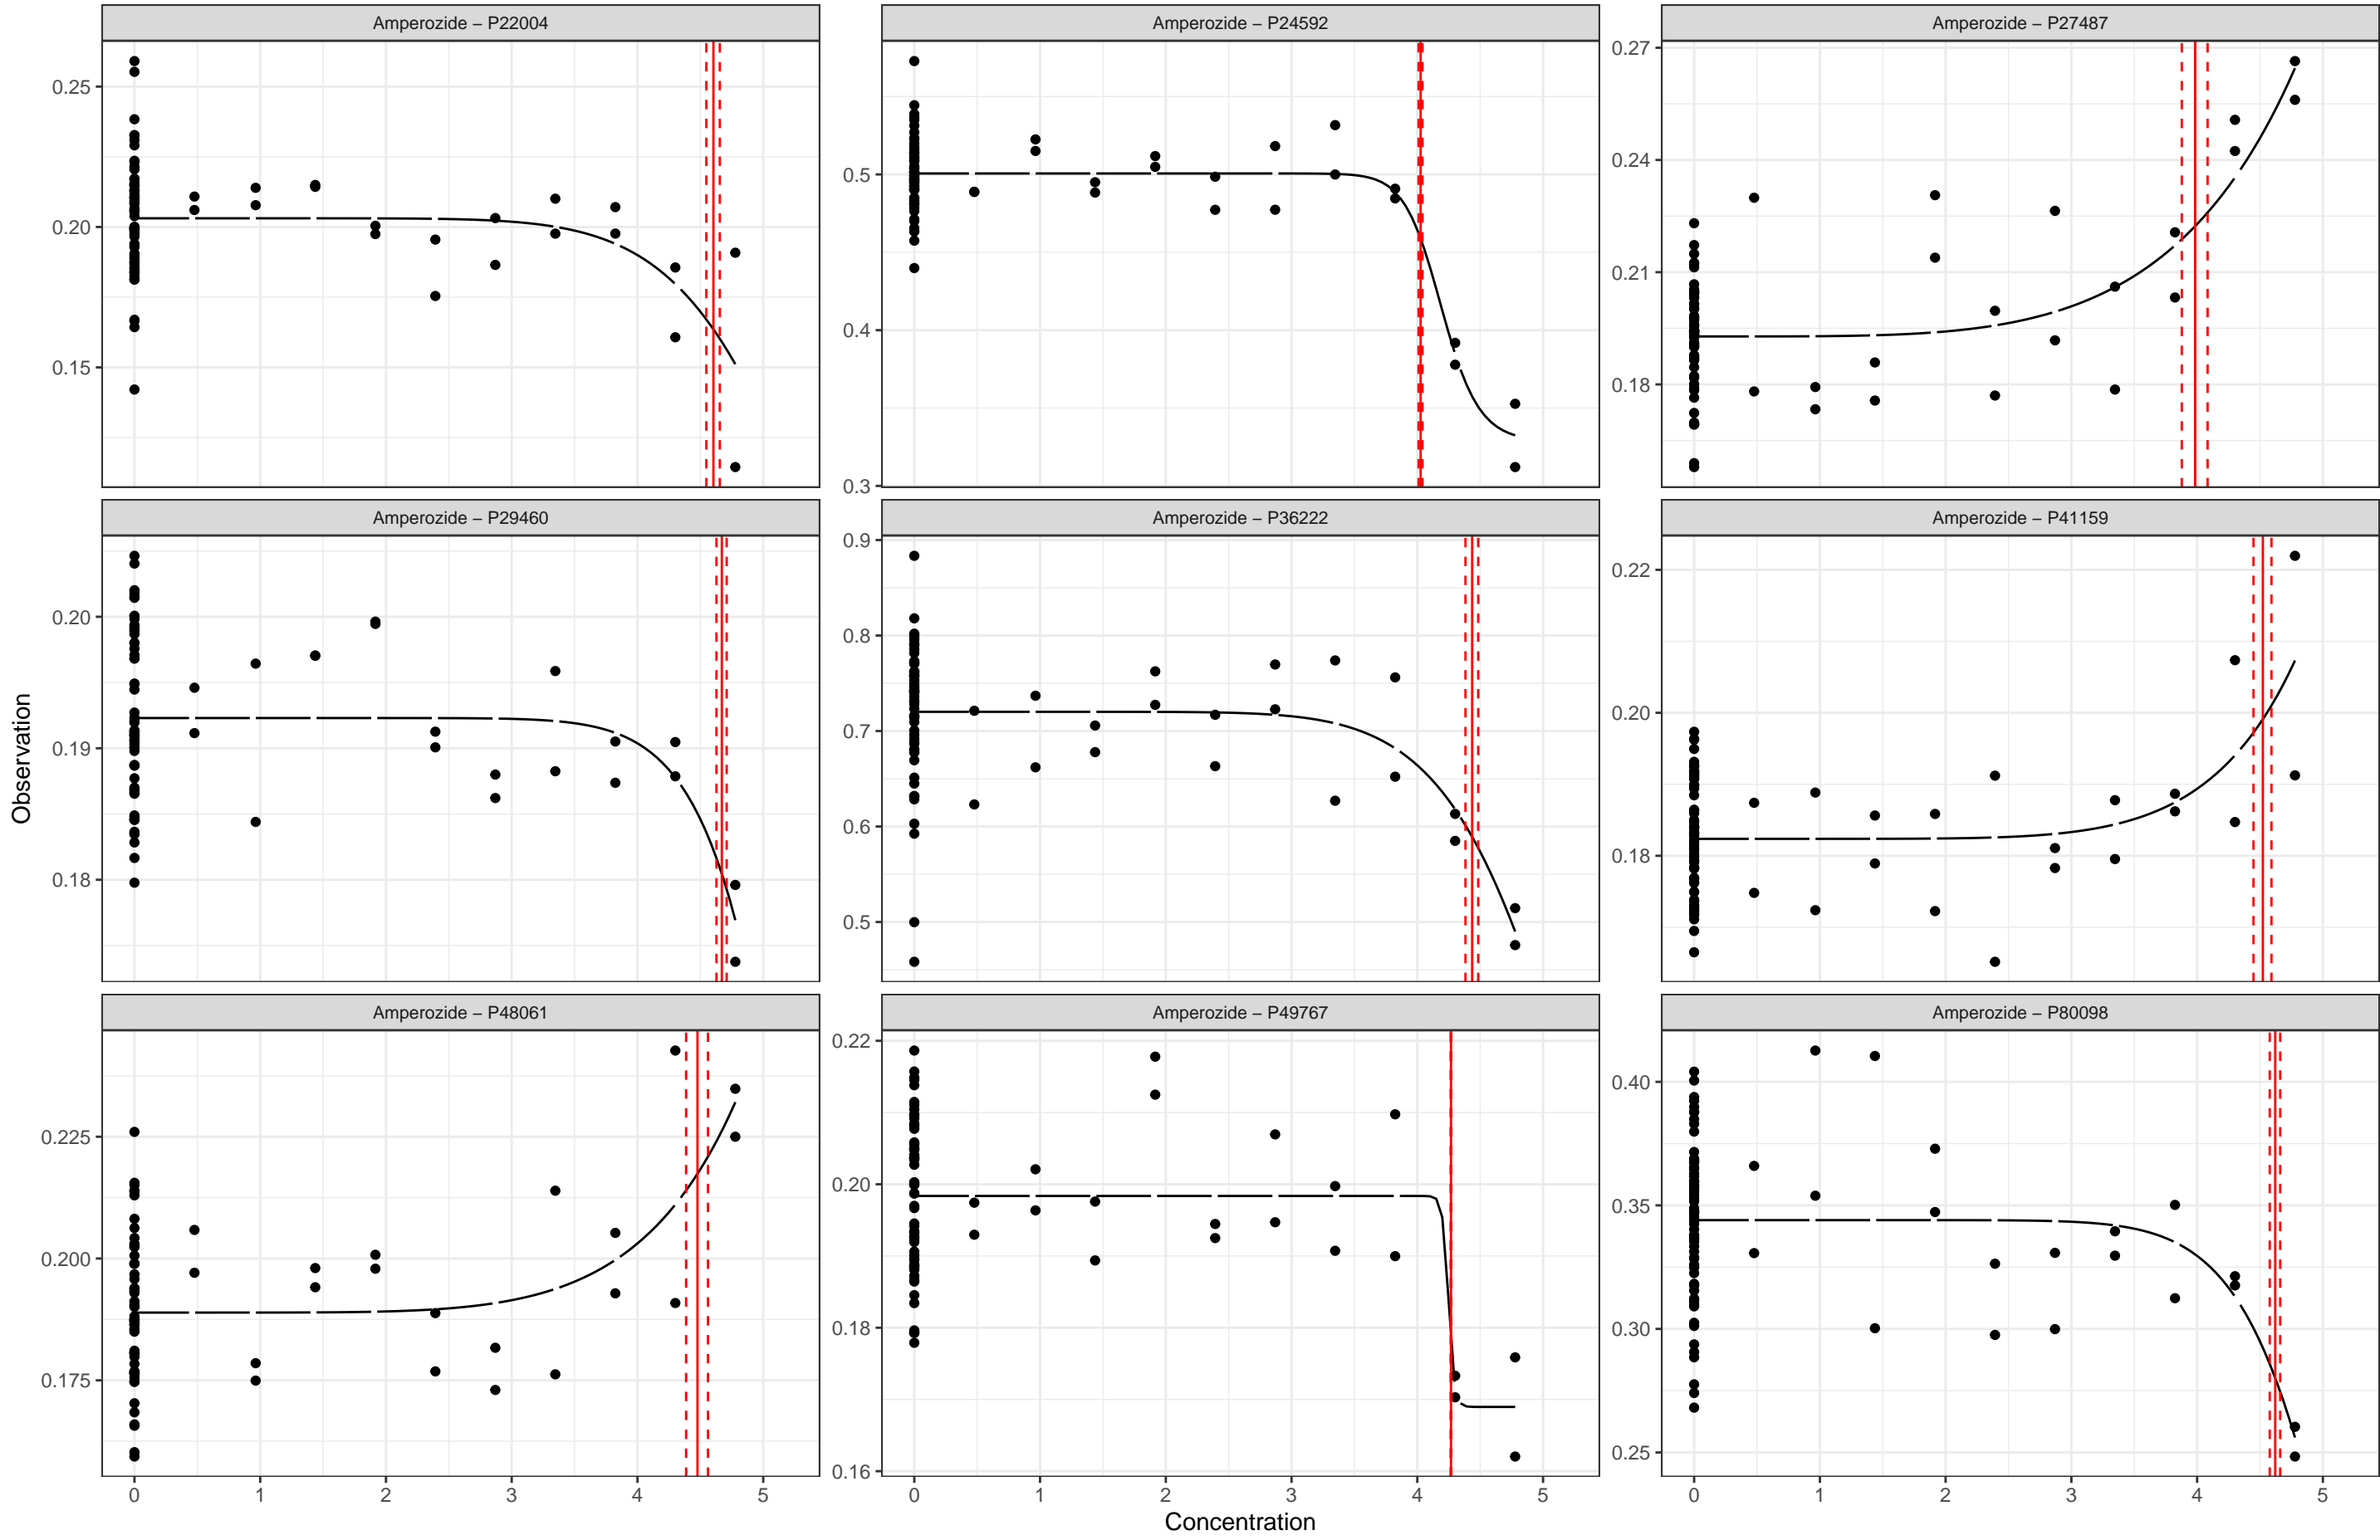 Amperozide – P22004
Amperozide – P24592
Amperozide – P27487
0.25
0.20
0.15
0.5
0.4
0.3
0.27
0.24
0.21
0.18
Amperozide – P29460
Amperozide – P36222
Amperozide – P41159
Observation
0.20
0.19
0.18
0.9
0.8
0.7
0.6
0.5
0.22
0.20
0.18
Amperozide – P48061
Amperozide – P49767
Amperozide – P80098
0.225
0.200
0.175
0.22
0.20
0.18
0.16
0.40
0.35
0.30
0.25
0 1 2 3 4 5
0 1 2 3 4 5
0 1 2 3 4 5
Concentration